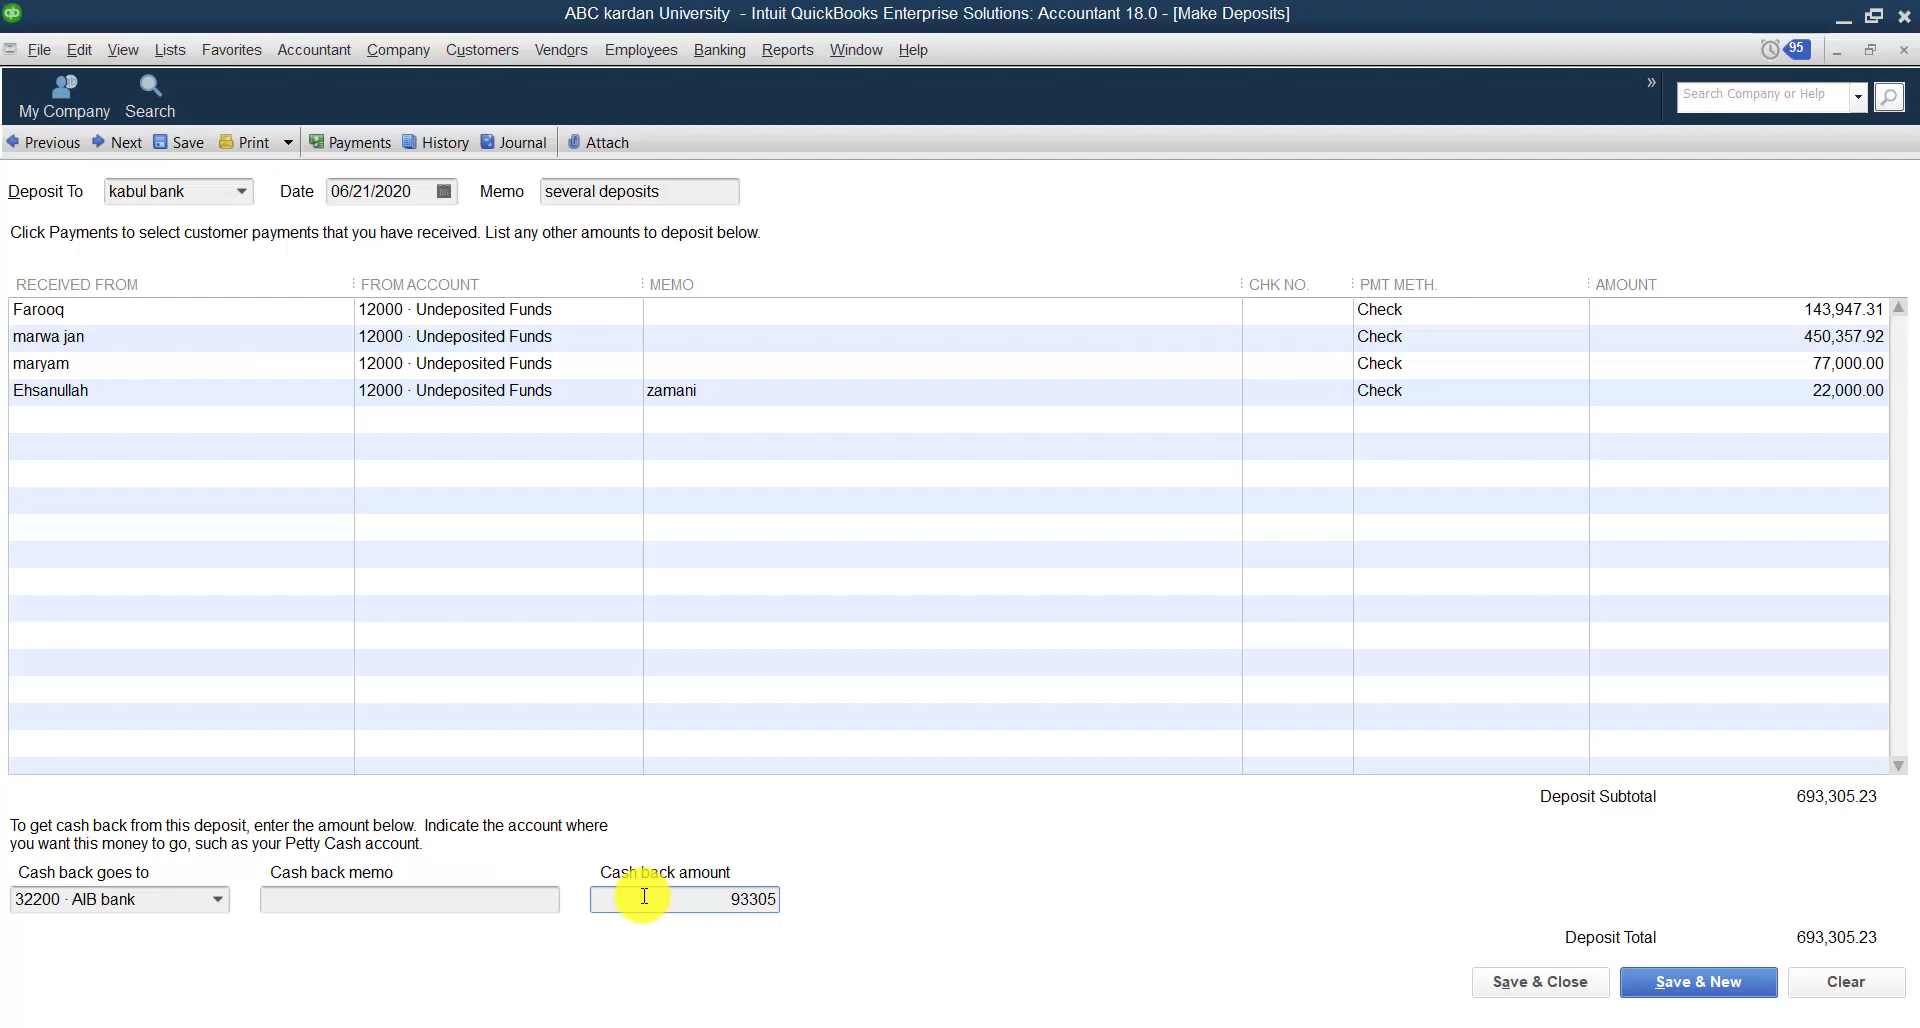 ABC kardan University - Intuit QuickBooks Enterprise Solutions: Accountant 18.0 - [Make Deposits]
File Edit View Lists Favorites Accountant Company Customers Vendors Employees Banking Reports Window Help 95
My Company Search » Search Company or Help
Previous Next Save Print Payments History Journal Attach
Deposit To kabul bank Date 06/21/2020 Memo several deposits
Click Payments to select customer payments that you have received. List any other amounts to deposit below.
RECEIVED FROM FROM ACCOUNT MEMO CHK NO. PMT METH. AMOUNT
Farooq 12000 · Undeposited Funds Check 143,947.31
marwa jan 12000 · Undeposited Funds Check 450,357.92
maryam 12000 · Undeposited Funds Check 77,000.00
Ehsanullah 12000 · Undeposited Funds zamani Check 22,000.00
Deposit Subtotal 693,305.23
To get cash back from this deposit, enter the amount below. Indicate the account where
you want this money to go, such as your Petty Cash account.
Cash back goes to Cash back memo Cash back amount
32200 · AIB bank 93305
Deposit Total 693,305.23
Save & Close Save & New Clear